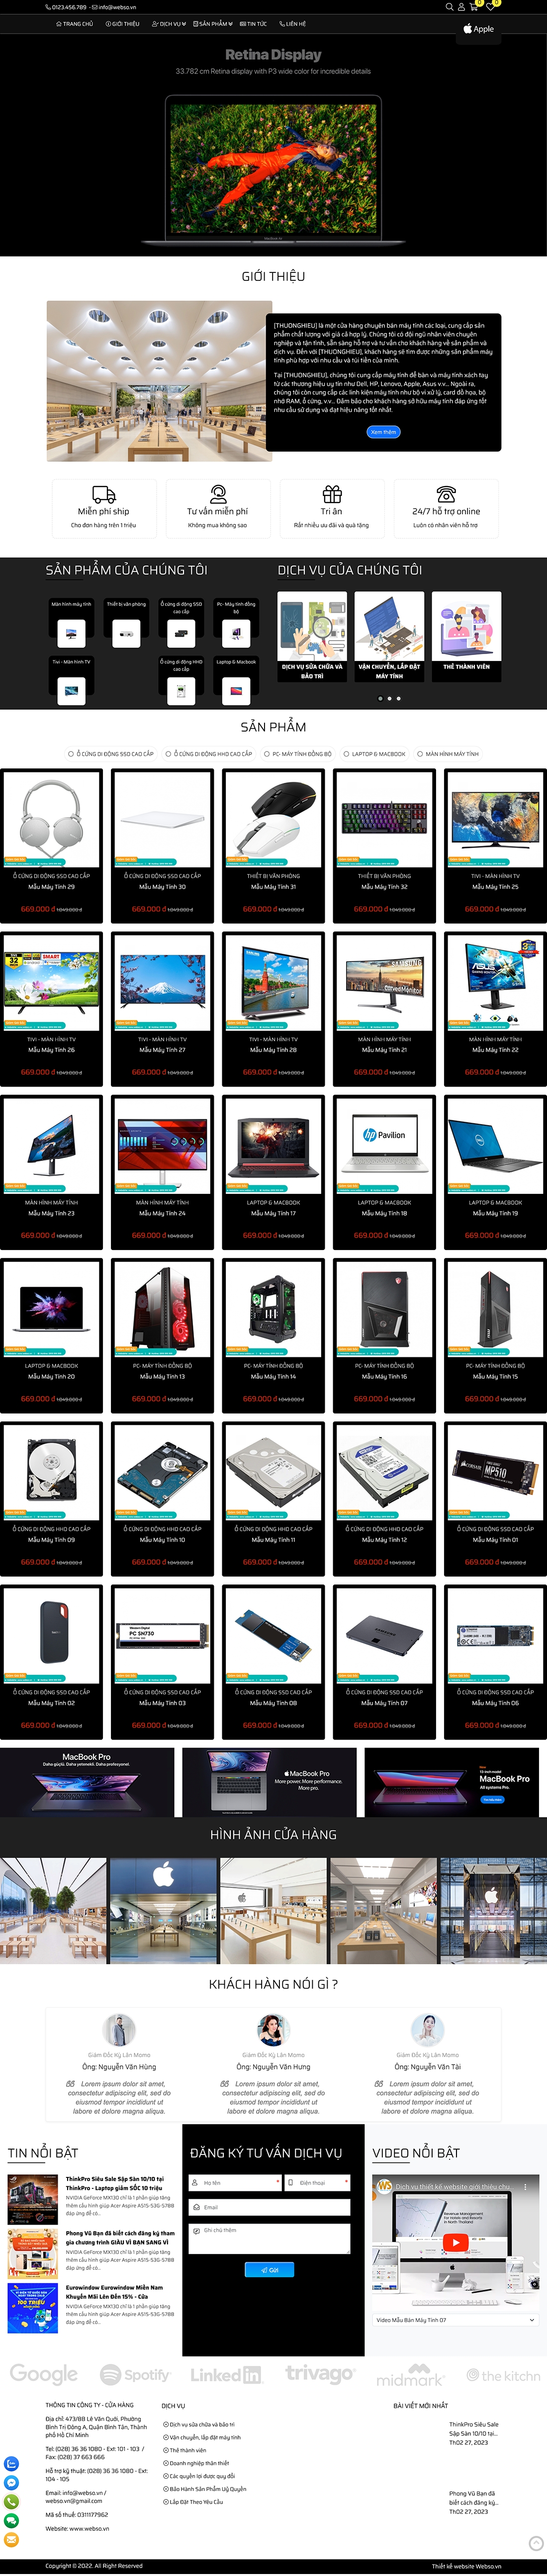 0123.456.789 - info@webso.vn
0
0
TRANG CHỦ
GIỚI THIỆU
DỊCH VỤ
SẢN PHẨM
TIN TỨC
LIÊN HỆ
Apple
Retina Display
33.782 cm Retina display with P3 wide color for incredible details
GIỚI THIỆU
[THUONGHIEU] là một cửa hàng chuyên bán máy tính các loại, cung cấp sản
phẩm chất lượng với giá cả hợp lý. Chúng tôi có đội ngũ nhân viên chuyên
nghiệp và tận tình, sẵn sàng hỗ trợ và tư vấn cho khách hàng về sản phẩm và
dịch vụ. Đến với [THUONGHIEU], khách hàng sẽ tìm được những sản phẩm máy
tính phù hợp với nhu cầu và túi tiền của mình.
Tại [THUONGHIEU], chúng tôi cung cấp máy tính để bàn và máy tính xách tay
từ các thương hiệu uy tín như Dell, HP, Lenovo, Apple, Asus v.v... Ngoài ra,
chúng tôi còn cung cấp các linh kiện máy tính như bộ vi xử lý, card đồ họa, bộ
nhớ RAM, ổ cứng, v.v... Đảm bảo cho khách hàng sở hữu máy tính đáp ứng tốt
nhu cầu sử dụng và đạt hiệu năng tốt nhất.
Xem thêm
Miễn phí ship
Cho đơn hàng trên 1 triệu
Tư vấn miễn phí
Không mua không sao
Tri ân
Rất nhiều ưu đãi và quà tặng
24/7 hỗ trợ online
Luôn có nhân viên hỗ trợ
SẢN PHẨM CỦA CHÚNG TÔI
Màn hình máy tính
Thiết bị văn phòng
Ổ cứng di động SSD
cao cấp
Pc- Máy tính đồng
bộ
Tivi - Màn hình TV
Ổ cứng di động HHD
cao cấp
Laptop & Macbook
DỊCH VỤ CỦA CHÚNG TÔI
DỊCH VỤ SỬA CHỮA VÀ
BẢO TRÌ
VẬN CHUYỂN, LẮP ĐẶT
MÁY TÍNH
THẺ THÀNH VIÊN
SẢN PHẨM
Ổ CỨNG DI ĐỘNG SSD CAO CẤP
Ổ CỨNG DI ĐỘNG HHD CAO CẤP
PC- MÁY TÍNH ĐỒNG BỘ
LAPTOP & MACBOOK
MÀN HÌNH MÁY TÍNH
Ổ CỨNG DI ĐỘNG SSD CAO CẤP
Mẫu Máy Tính 29
669.000 đ 1.049.000 đ
Ổ CỨNG DI ĐỘNG SSD CAO CẤP
Mẫu Máy Tính 30
669.000 đ 1.049.000 đ
THIẾT BỊ VĂN PHÒNG
Mẫu Máy Tính 31
669.000 đ 1.049.000 đ
THIẾT BỊ VĂN PHÒNG
Mẫu Máy Tính 32
669.000 đ 1.049.000 đ
TIVI - MÀN HÌNH TV
Mẫu Máy Tính 25
669.000 đ 1.049.000 đ
32
SMART
TIVI - MÀN HÌNH TV
Mẫu Máy Tính 26
669.000 đ 1.049.000 đ
TIVI - MÀN HÌNH TV
Mẫu Máy Tính 27
669.000 đ 1.049.000 đ
TIVI - MÀN HÌNH TV
Mẫu Máy Tính 28
669.000 đ 1.049.000 đ
SAMSUNG
CurvedMonitor
MÀN HÌNH MÁY TÍNH
Mẫu Máy Tính 21
669.000 đ 1.049.000 đ
ASUS
MÀN HÌNH MÁY TÍNH
Mẫu Máy Tính 22
669.000 đ 1.049.000 đ
MÀN HÌNH MÁY TÍNH
Mẫu Máy Tính 23
669.000 đ 1.049.000 đ
MÀN HÌNH MÁY TÍNH
Mẫu Máy Tính 24
669.000 đ 1.049.000 đ
LAPTOP & MACBOOK
Mẫu Máy Tính 17
669.000 đ 1.049.000 đ
hp PAVILION
LAPTOP & MACBOOK
Mẫu Máy Tính 18
669.000 đ 1.049.000 đ
LAPTOP & MACBOOK
Mẫu Máy Tính 19
669.000 đ 1.049.000 đ
LAPTOP & MACBOOK
Mẫu Máy Tính 20
669.000 đ 1.049.000 đ
PC- MÁY TÍNH ĐỒNG BỘ
Mẫu Máy Tính 13
669.000 đ 1.049.000 đ
PC- MÁY TÍNH ĐỒNG BỘ
Mẫu Máy Tính 14
669.000 đ 1.049.000 đ
PC- MÁY TÍNH ĐỒNG BỘ
Mẫu Máy Tính 16
669.000 đ 1.049.000 đ
PC- MÁY TÍNH ĐỒNG BỘ
Mẫu Máy Tính 15
669.000 đ 1.049.000 đ
Ổ CỨNG DI ĐỘNG HHD CAO CẤP
Mẫu Máy Tính 09
669.000 đ 1.049.000 đ
Ổ CỨNG DI ĐỘNG HHD CAO CẤP
Mẫu Máy Tính 10
669.000 đ 1.049.000 đ
Ổ CỨNG DI ĐỘNG HHD CAO CẤP
Mẫu Máy Tính 11
669.000 đ 1.049.000 đ
Ổ CỨNG DI ĐỘNG HHD CAO CẤP
Mẫu Máy Tính 12
669.000 đ 1.049.000 đ
CORSAIR
MP510
Ổ CỨNG DI ĐỘNG SSD CAO CẤP
Mẫu Máy Tính 01
669.000 đ 1.049.000 đ
Ổ CỨNG DI ĐỘNG SSD CAO CẤP
Mẫu Máy Tính 02
669.000 đ 1.049.000 đ
Western Digital
PC SN730
Ổ CỨNG DI ĐỘNG SSD CAO CẤP
Mẫu Máy Tính 03
669.000 đ 1.049.000 đ
Ổ CỨNG DI ĐỘNG SSD CAO CẤP
Mẫu Máy Tính 08
669.000 đ 1.049.000 đ
Ổ CỨNG DI ĐỘNG SSD CAO CẤP
Mẫu Máy Tính 07
669.000 đ 1.049.000 đ
Ổ CỨNG DI ĐỘNG SSD CAO CẤP
Mẫu Máy Tính 06
669.000 đ 1.049.000 đ
MacBook Pro
Daha güçlü. Daha yetenekli. Daha profesyonel.
MacBook Pro
More power. More performance.
More pro.
MacBook Pro
All systems Pro.
HÌNH ẢNH CỬA HÀNG
KHÁCH HÀNG NÓI GÌ ?
Giám Đốc Kỳ Lân Momo
Ông: Nguyễn Văn Hùng
Lorem ipsum dolor sit amet,
consectetur adipiscing elit, sed do
eiusmod tempor incididunt ut
labore et dolore magna aliqua.
Giám Đốc Kỳ Lân Momo
Ông: Nguyễn Văn Hưng
Lorem ipsum dolor sit amet,
consectetur adipiscing elit, sed do
eiusmod tempor incididunt ut
labore et dolore magna aliqua.
Giám Đốc Kỳ Lân Momo
Ông: Nguyễn Văn Tài
Lorem ipsum dolor sit amet,
consectetur adipiscing elit, sed do
eiusmod tempor incididunt ut
labore et dolore magna aliqua.
TIN NỔI BẬT
ThinkPro Siêu Sale Sập Sàn 10/10 tại
ThinkPro - Laptop giảm SỐC 10 triệu
NVIDIA GeForce MX130 chỉ là 1 phần giúp tăng
thêm cấu hình giúp Acer Aspire A515-53G-5788
đáp ứng để có...
Phong Vũ Bạn đã biết cách đăng ký tham
gia chương trình GIÀU VÌ BẠN SANG VÌ
NVIDIA GeForce MX130 chỉ là 1 phần giúp tăng
thêm cấu hình giúp Acer Aspire A515-53G-5788
đáp ứng để có...
Eurowindow Eurowindow Miền Nam
Khuyến Mãi Lên Đến 15% - Cửa
NVIDIA GeForce MX130 chỉ là 1 phần giúp tăng
thêm cấu hình giúp Acer Aspire A515-53G-5788
đáp ứng để có...
ĐĂNG KÝ TƯ VẤN DỊCH VỤ
Họ tên *
Điện thoại *
Email
Ghi chú thêm
Gửi
VIDEO NỔI BẬT
Dịch vụ thiết kế website giới thiệu chu...
Video Mẫu Bán Máy Tính 07
Google
Spotify
Linked in
trivago
midmark
the kitchn
THÔNG TIN CÔNG TY - CỬA HÀNG
Địa chỉ: 473/8B Lê Văn Quới, Phường
Bình Trị Đông A, Quận Bình Tân, Thành
phố Hồ Chí Minh
Tel: (028) 36 36 1080 - Ext: 101 - 103 /
Fax: (028) 37 663 666
Hỗ trợ kỹ thuật: (028) 36 36 1080 - Ext:
104 - 105
Email: info@webso.vn /
webso.vn@gmail.com
Mã số thuế: 0311177962
Website: www.webso.vn
DỊCH VỤ
Dịch vụ sửa chữa và bảo trì
Vận chuyển, lắp đặt máy tính
Thẻ thành viên
Doanh nghiệp thân thiết
Các quyền lợi được quy đổi
Bảo Hành Sản Phẩm Uỷ Quyền
Lắp Đặt Theo Yêu Cầu
BÀI VIẾT MỚI NHẤT
ThinkPro Siêu Sale
Sập Sàn 10/10 tại...
Th02 27, 2023
Phong Vũ Bạn đã
biết cách đăng ký...
Th02 27, 2023
Copyright © 2022. All Right Reserved
Thiết kế website Webso.vn